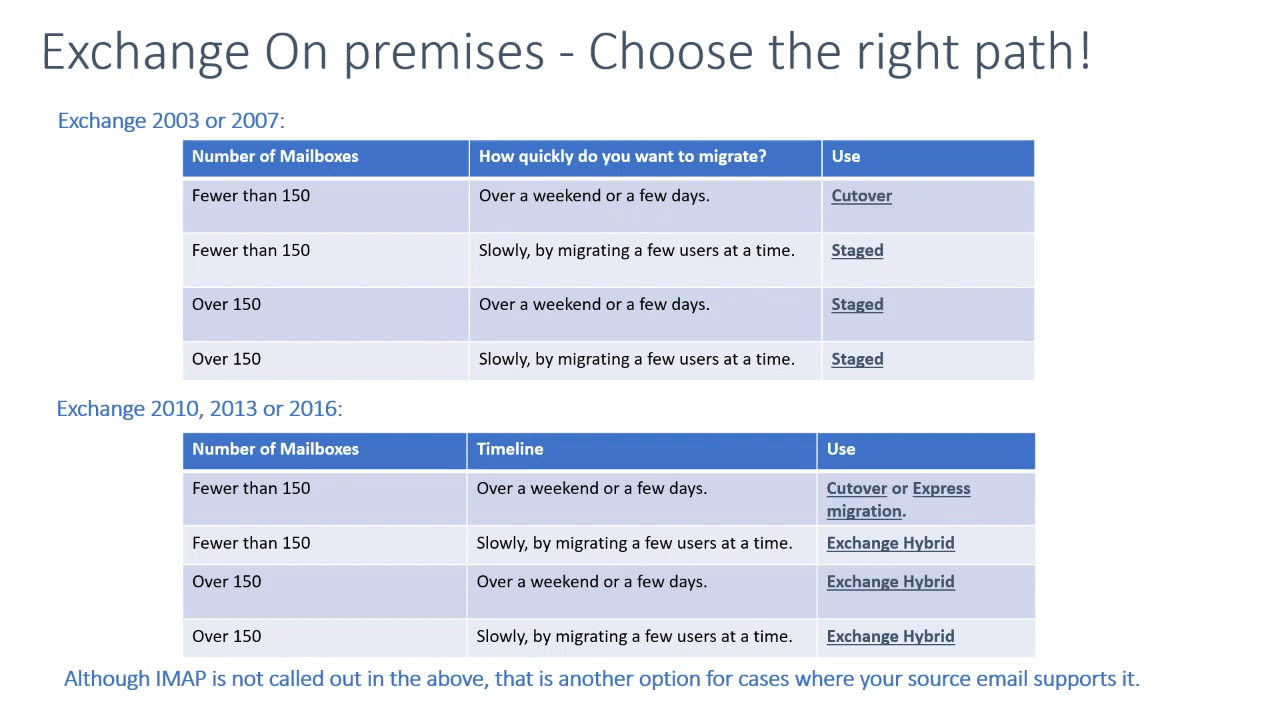 Exchange On premises - Choose the right path!
Exchange 2003 or 2007:
Number of Mailboxes How quickly do you want to migrate? Use
Fewer than 150 Over a weekend or a few days. Cutover
Fewer than 150 Slowly, by migrating a few users at a time. Staged
Over 150 Over a weekend or a few days. Staged
Over 150 Slowly, by migrating a few users at a time. Staged
Exchange 2010, 2013 or 2016:
Number of Mailboxes Timeline Use
Fewer than 150 Over a weekend or a few days. Cutover or Express
migration.
Fewer than 150 Slowly, by migrating a few users at a time. Exchange Hybrid
Over 150 Over a weekend or a few days. Exchange Hybrid
Over 150 Slowly, by migrating a few users at a time. Exchange Hybrid
Although IMAP is not called out in the above, that is another option for cases where your source email supports it.